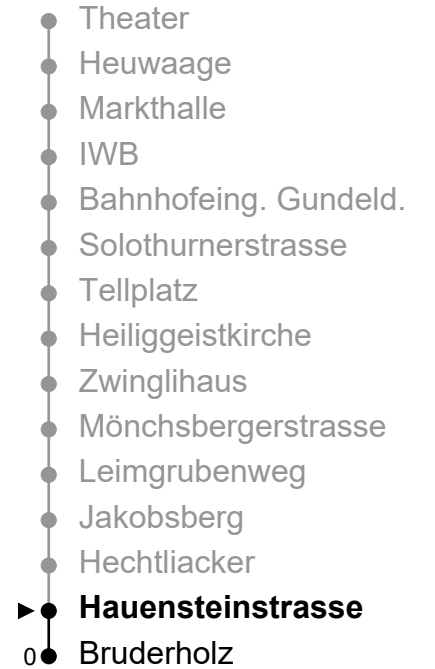 Theater
Heuwaage
Markthalle
IWB
Bahnhofeing. Gundeld.
Solothurnerstrasse
Tellplatz
Heiliggeistkirche
Zwinglihaus
Mönchsbergerstrasse
Leimgrubenweg
Jakobsberg
Hechtliacker
Hauensteinstrasse
0 Bruderholz